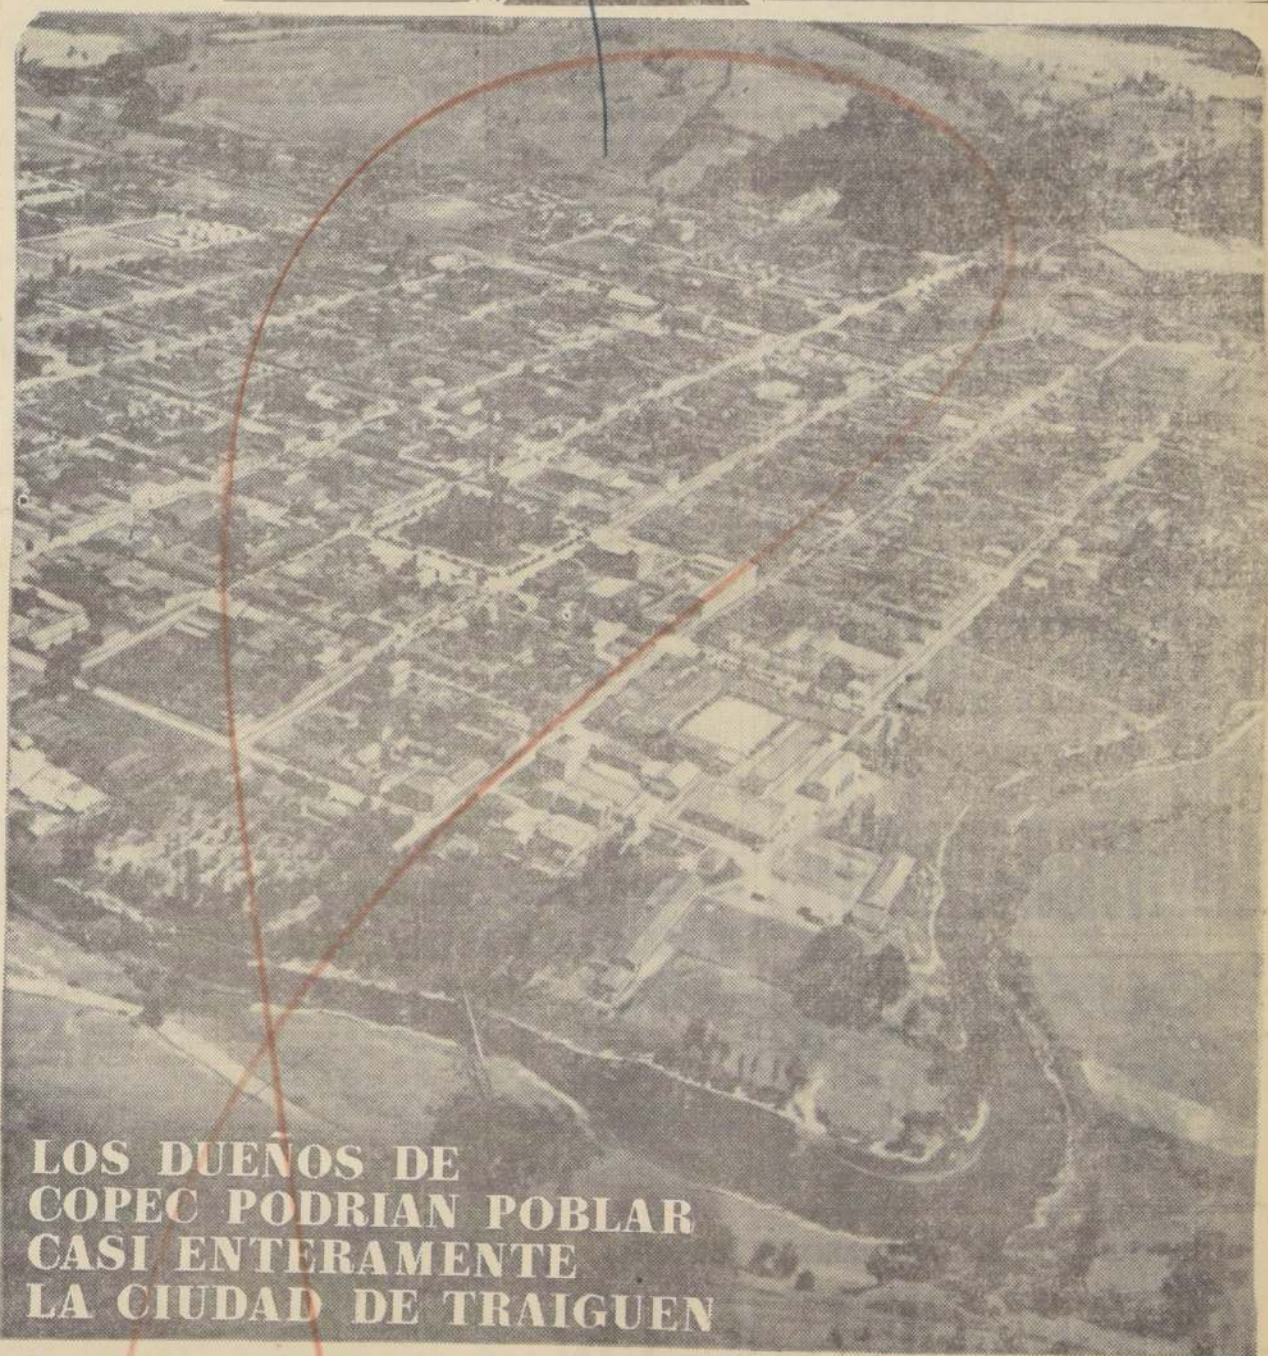 LOS DUEÑOS DE
COPEC PODRIAN POBLAR
CASI ENTERAMENTE
LA CIUDAD DE TRAIGUEN